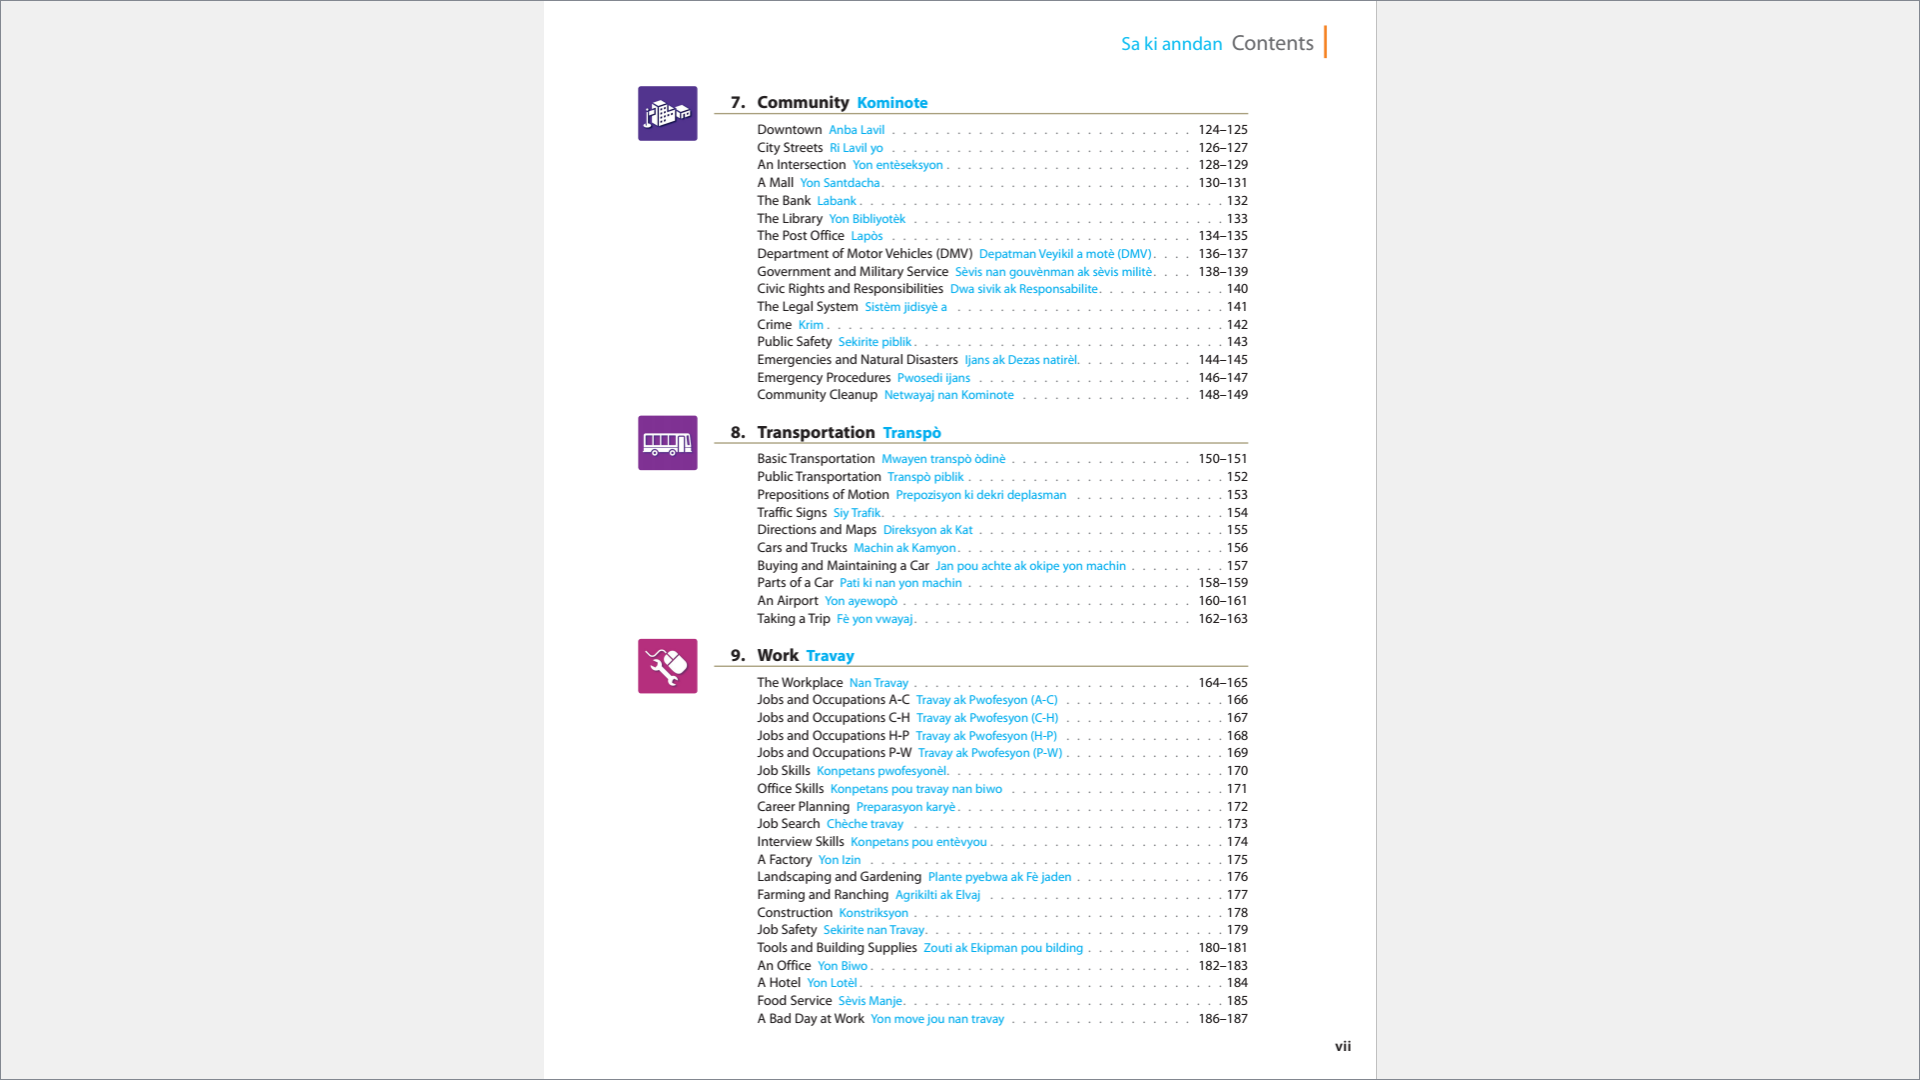 Sa ki anndan Contents
7. Community Kominote
Downtown Anba Lavil . . . . . . . . . . . . . . . . . . . . . . . . . . . . 124–125
City Streets Ri Lavil yo . . . . . . . . . . . . . . . . . . . . . . . . . . . . 126–127
An Intersection Yon entèseksyon . . . . . . . . . . . . . . . . . . . . . . . 128–129
A Mall Yon Santdacha. . . . . . . . . . . . . . . . . . . . . . . . . . . . . 130–131
The Bank Labank . . . . . . . . . . . . . . . . . . . . . . . . . . . . . . . . . . 132
The Library Yon Bibliyotèk . . . . . . . . . . . . . . . . . . . . . . . . . . . . . 133
The Post Office Lapòs . . . . . . . . . . . . . . . . . . . . . . . . . . . . 134–135
Department of Motor Vehicles (DMV) Depatman Veyikil a motè (DMV). . . . 136–137
Government and Military Service Sèvis nan gouvènman ak sèvis militè. . . . 138–139
Civic Rights and Responsibilities Dwa sivik ak Responsabilite. . . . . . . . . . . . 140
The Legal System Sistèm jidisyè a . . . . . . . . . . . . . . . . . . . . . . . . . 141
Crime Krim . . . . . . . . . . . . . . . . . . . . . . . . . . . . . . . . . . . . . 142
Public Safety Sekirite piblik . . . . . . . . . . . . . . . . . . . . . . . . . . . . . 143
Emergencies and Natural Disasters Ijans ak Dezas natirèl. . . . . . . . . . . 144–145
Emergency Procedures Pwosedi ijans . . . . . . . . . . . . . . . . . . . . 146–147
Community Cleanup Netwayaj nan Kominote . . . . . . . . . . . . . . . . 148–149
8. Transportation Transpò
Basic Transportation Mwayen transpò òdinè . . . . . . . . . . . . . . . . . 150–151
Public Transportation Transpò piblik . . . . . . . . . . . . . . . . . . . . . . . . 152
Prepositions of Motion Prepozisyon ki dekri deplasman . . . . . . . . . . . . . . 153
Traffic Signs Siy Trafik. . . . . . . . . . . . . . . . . . . . . . . . . . . . . . . . 154
Directions and Maps Direksyon ak Kat . . . . . . . . . . . . . . . . . . . . . . . 155
Cars and Trucks Machin ak Kamyon . . . . . . . . . . . . . . . . . . . . . . . . . 156
Buying and Maintaining a Car Jan pou achte ak okipe yon machin . . . . . . . . . 157
Parts of a Car Pati ki nan yon machin . . . . . . . . . . . . . . . . . . . . . 158–159
An Airport Yon ayewopò . . . . . . . . . . . . . . . . . . . . . . . . . . . 160–161
Taking a Trip Fè yon vwayaj. . . . . . . . . . . . . . . . . . . . . . . . . . 162–163
9. Work Travay
The Workplace Nan Travay . . . . . . . . . . . . . . . . . . . . . . . . . . 164–165
Jobs and Occupations A-C Travay ak Pwofesyon (A-C) . . . . . . . . . . . . . . . 166
Jobs and Occupations C-H Travay ak Pwofesyon (C-H) . . . . . . . . . . . . . . . 167
Jobs and Occupations H-P Travay ak Pwofesyon (H-P) . . . . . . . . . . . . . . . 168
Jobs and Occupations P-W Travay ak Pwofesyon (P-W) . . . . . . . . . . . . . . . 169
Job Skills Konpetans pwofesyonèl. . . . . . . . . . . . . . . . . . . . . . . . . . 170
Office Skills Konpetans pou travay nan biwo . . . . . . . . . . . . . . . . . . . . 171
Career Planning Preparasyon karyè . . . . . . . . . . . . . . . . . . . . . . . . . 172
Job Search Chèche travay . . . . . . . . . . . . . . . . . . . . . . . . . . . . . 173
Interview Skills Konpetans pou entèvyou . . . . . . . . . . . . . . . . . . . . . . 174
A Factory Yon Izin . . . . . . . . . . . . . . . . . . . . . . . . . . . . . . . . . 175
Landscaping and Gardening Plante pyebwa ak Fè jaden . . . . . . . . . . . . . . 176
Farming and Ranching Agrikilti ak Elvaj . . . . . . . . . . . . . . . . . . . . . . 177
Construction Konstriksyon . . . . . . . . . . . . . . . . . . . . . . . . . . . . . 178
Job Safety Sekirite nan Travay. . . . . . . . . . . . . . . . . . . . . . . . . . . . 179
Tools and Building Supplies Zouti ak Ekipman pou bilding . . . . . . . . . . 180–181
An Office Yon Biwo . . . . . . . . . . . . . . . . . . . . . . . . . . . . . . 182–183
A Hotel Yon Lotèl . . . . . . . . . . . . . . . . . . . . . . . . . . . . . . . . . . 184
Food Service Sèvis Manje. . . . . . . . . . . . . . . . . . . . . . . . . . . . . . 185
A Bad Day at Work Yon move jou nan travay . . . . . . . . . . . . . . . . . 186–187
vii